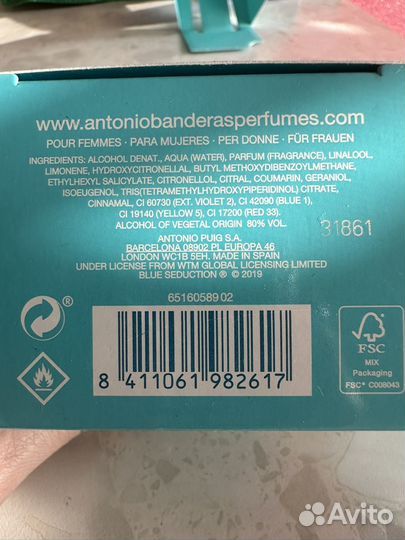 www.antoniobanderasperfumes.com
POUR FEMMES · PARA MUJERES · PER DONNE · FÜR FRAUEN
INGREDIENTS: ALCOHOL DENAT., AQUA (WATER), PARFUM (FRAGRANCE), LINALOOL,
LIMONENE, HYDROXYCITRONELLAL, BUTYL METHOXYDIBENZOYLMETHANE,
ETHYLHEXYL SALICYLATE, CITRONELLOL, CITRAL, COUMARIN, GERANIOL,
ISOEUGENOL, TRIS(TETRAMETHYLHYDROXYPIPERIDINOL) CITRATE,
CINNAMAL, CI 60730 (EXT. VIOLET 2), CI 42090 (BLUE 1),
CI 19140 (YELLOW 5), CI 17200 (RED 33).
ALCOHOL OF VEGETAL ORIGIN 80% VOL.
31861
ANTONIO PUIG S.A.
BARCELONA 08902 PL EUROPA 46
LONDON WC1B 5EH. MADE IN SPAIN
UNDER LICENSE FROM WTM GLOBAL LICENSING LIMITED
BLUE SEDUCTION ® © 2019
6516058902
8 411061 982617
®
FSC
MIX
Packaging
FSC® C008043
Avito